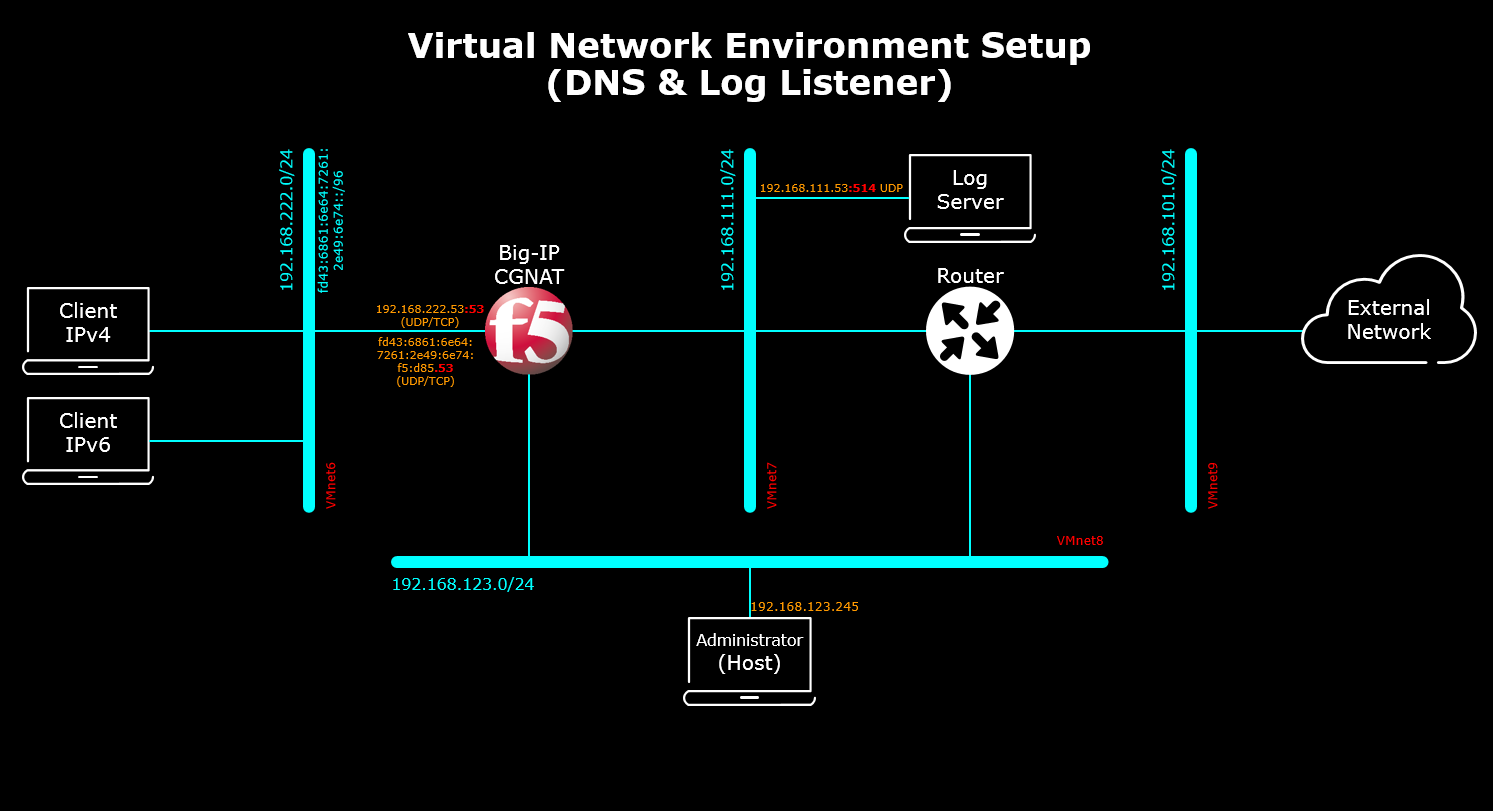 Virtual Network Environment Setup
(DNS & Log Listener)
192.168.222.0/24
fd43:6861:6e64:7261:
2e49:6e74::/96
192.168.111.0/24
192.168.111.53:514 UDP
Log
Server
192.168.101.0/24
Big-IP
CGNAT
Router
Client
IPv4
192.168.222.53:53
(UDP/TCP)
f5
fd43:6861:6e64:
7261:2e49:6e74:
f5:d85.53
(UDP/TCP)
External
Network
Client
IPv6
VMnet6
VMnet7
VMnet9
VMnet8
192.168.123.0/24
192.168.123.245
Administrator
(Host)